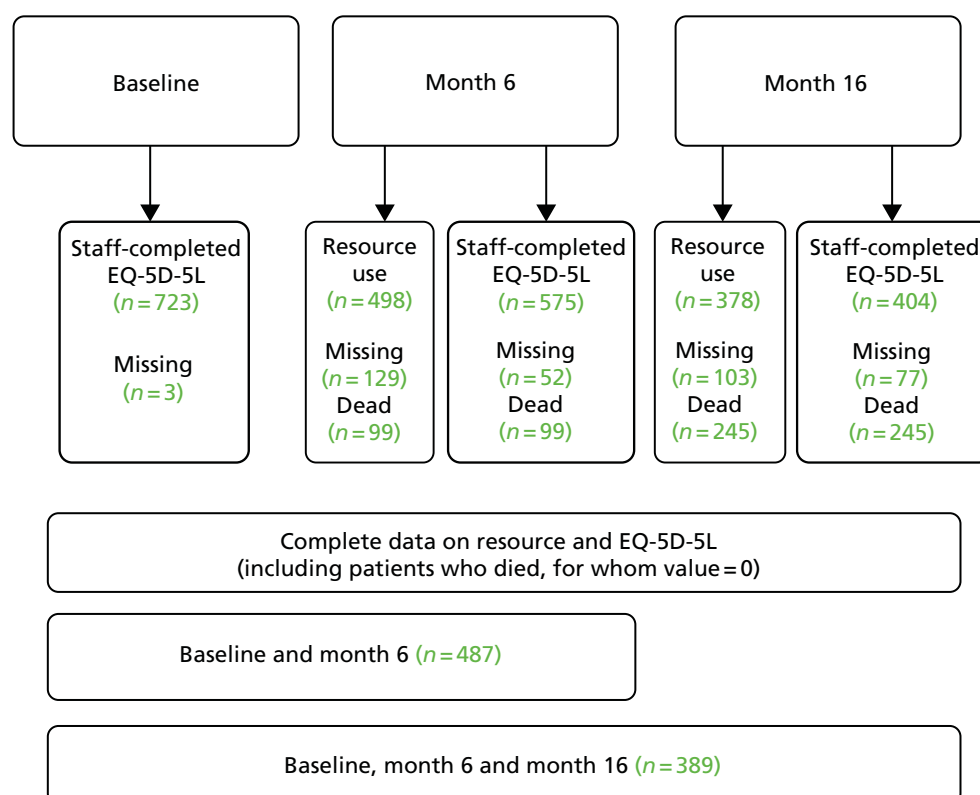 Baseline
Month 6
Month 16
Staff-completed
EQ-5D-5L
(n=723)
Missing
(n=3)
Resource
use
(n=498)
Missing
(n=129)
Dead
(n=99)
Staff-completed
EQ-5D-5L
(n=575)
Missing
(n=52)
Dead
(n=99)
Resource
use
(n=378)
Missing
(n=103)
Dead
(n=245)
Staff-completed
EQ-5D-5L
(n=404)
Missing
(n=77)
Dead
(n=245)
Complete data on resource and EQ-5D-5L
(including patients who died, for whom value=0)
Baseline and month 6 (n=487)
Baseline, month 6 and month 16 (n=389)